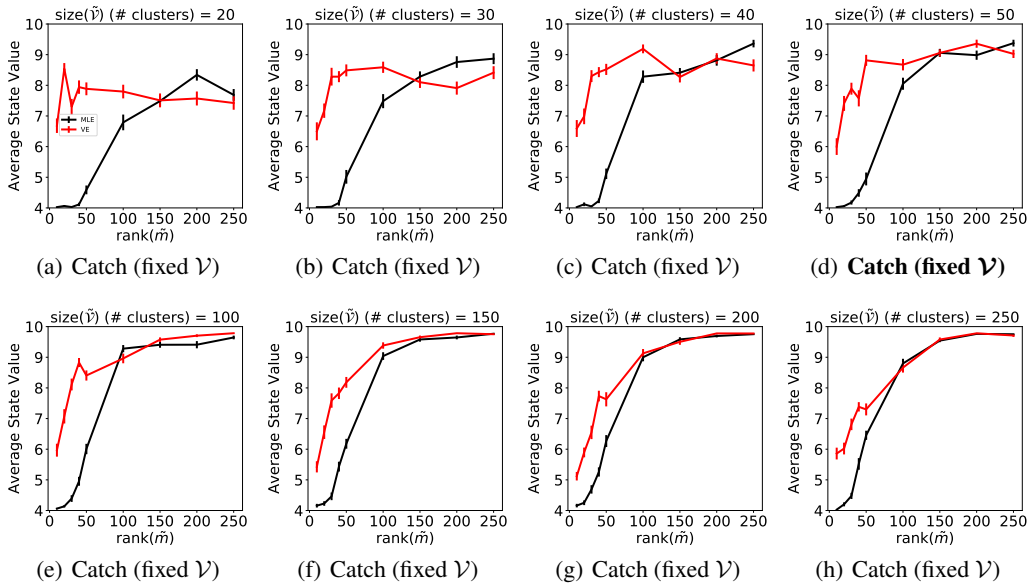 size(Ṽ) (# clusters) = 20
size(Ṽ) (# clusters) = 30
size(Ṽ) (# clusters) = 40
size(Ṽ) (# clusters) = 50
Average State Value
10
9
8
7
6
5
4
MLE
VE
50 100 150 200 250
rank(m̃)
Average State Value
10
9
8
7
6
5
4
50 100 150 200 250
rank(m̃)
Average State Value
10
9
8
7
6
5
4
50 100 150 200 250
rank(m̃)
Average State Value
10
9
8
7
6
5
4
50 100 150 200 250
rank(m̃)
(a) Catch (fixed 𝒱)
(b) Catch (fixed 𝒱)
(c) Catch (fixed 𝒱)
(d) Catch (fixed 𝒱)
size(Ṽ) (# clusters) = 100
size(Ṽ) (# clusters) = 150
size(Ṽ) (# clusters) = 200
size(Ṽ) (# clusters) = 250
Average State Value
10
9
8
7
6
5
4
50 100 150 200 250
rank(m̃)
Average State Value
10
9
8
7
6
5
4
50 100 150 200 250
rank(m̃)
Average State Value
10
9
8
7
6
5
4
50 100 150 200 250
rank(m̃)
Average State Value
10
9
8
7
6
5
4
50 100 150 200 250
rank(m̃)
(e) Catch (fixed 𝒱)
(f) Catch (fixed 𝒱)
(g) Catch (fixed 𝒱)
(h) Catch (fixed 𝒱)